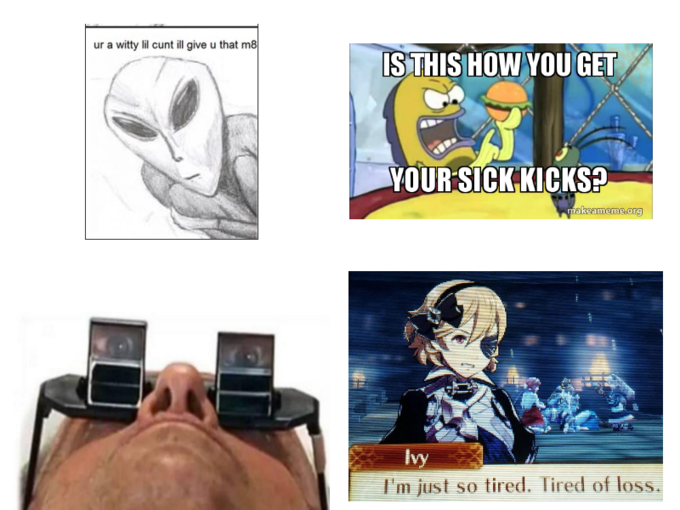 ur a witty lil cunt ill give u that m8
IS THIS HOW YOU GET
YOUR SICK KICKS?
makeameme.org
Ivy
I'm just so tired. Tired of loss.